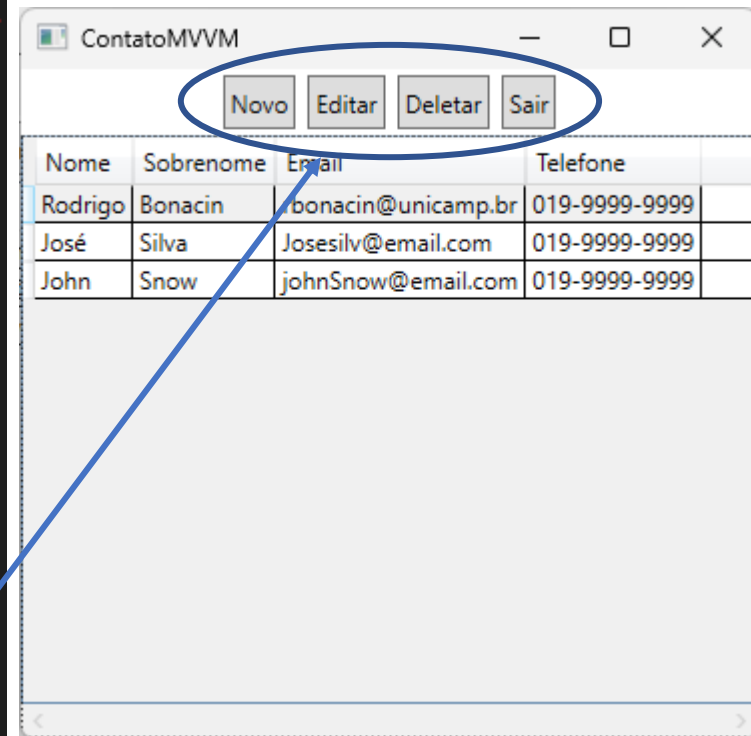 ContatoMVVM
Novo Editar Deletar Sair
Nome Sobrenome Email Telefone
Rodrigo Bonacin rbonacin@unicamp.br 019-9999-9999
José Silva Josesilv@email.com 019-9999-9999
John Snow johnSnow@email.com 019-9999-9999